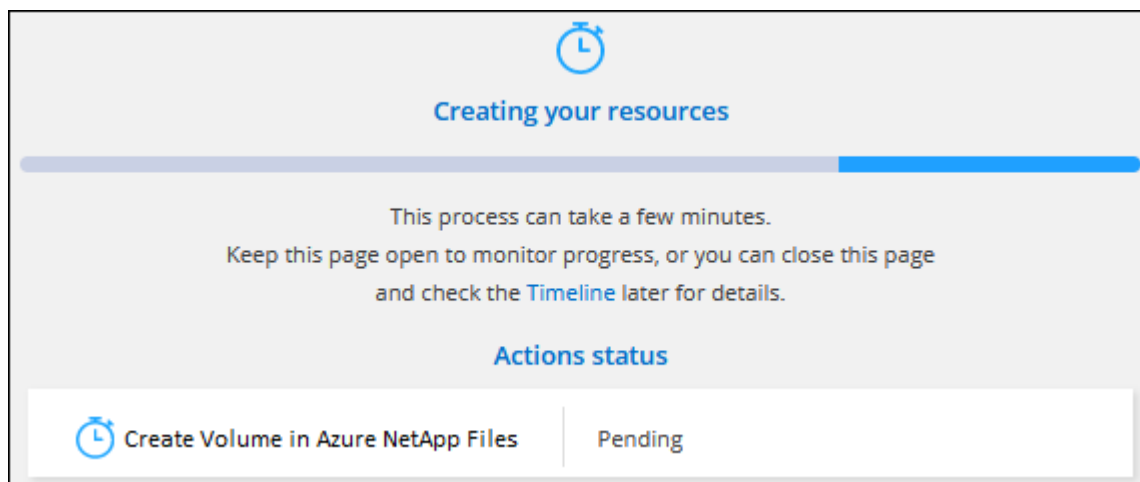 Creating your resources
This process can take a few minutes.
Keep this page open to monitor progress, or you can close this page
and check the Timeline later for details.
Actions status
Create Volume in Azure NetApp Files
Pending